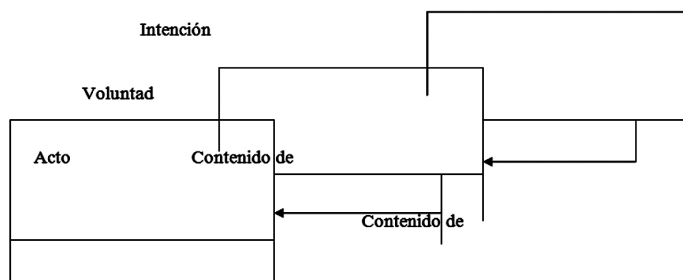 Intención
Voluntad
Acto
Contenido de
Contenido de